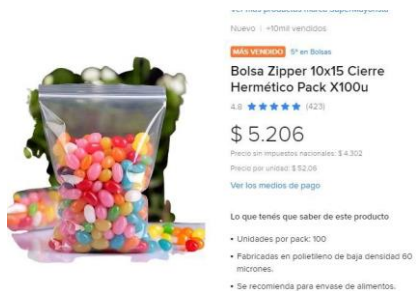 Nuevo | +10mil vendidos
MÁS VENDIDO 5º en Bolsas
Bolsa Zipper 10x15 Cierre
Hermético Pack X100u
4.8 ★★★★★ (423)
$ 5.206
Precio sin impuestos nacionales: $ 4.302
Precio por unidad: $ 52,06
Ver los medios de pago
Lo que tenés que saber de este producto
• Unidades por pack: 100
• Fabricadas en polietileno de baja densidad 60
micrones.
• Se recomienda para envase de alimentos.